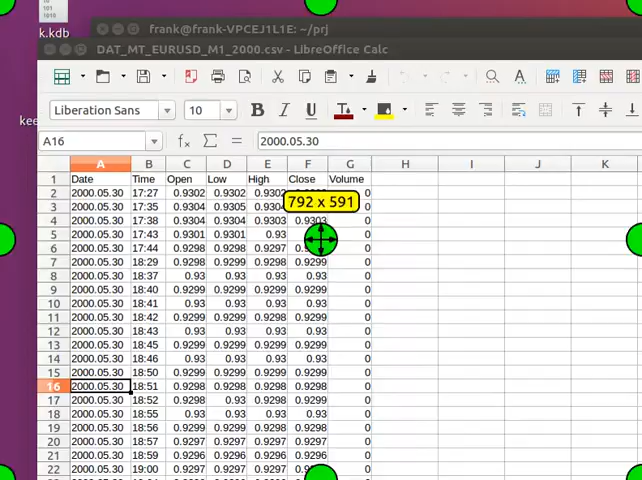 k.kdb
frank@frank-VPCEJ1L1E: ~/prj
DAT_MT_EURUSD_M1_2000.csv - LibreOffice Calc
kee
Liberation Sans 10
A16 2000.05.30
A B C D E F G H I J K
1 Date Time Open Low High Close Volume
2 2000.05.30 17:27 0.9302 0.9302 0.9302 0
3 2000.05.30 17:35 0.9304 0.9305 0.9304 0
4 2000.05.30 17:38 0.9304 0.9304 0.9303 0.9303 0
5 2000.05.30 17:43 0.9301 0.9301 0.93 0
6 2000.05.30 17:44 0.9298 0.9298 0.9297 0
7 2000.05.30 18:29 0.9299 0.9299 0.9299 0.9299 0
8 2000.05.30 18:37 0.93 0.93 0.93 0.93 0
9 2000.05.30 18:40 0.9299 0.9299 0.9299 0.9299 0
10 2000.05.30 18:41 0.93 0.93 0.93 0.93 0
11 2000.05.30 18:42 0.9299 0.9299 0.9299 0.9299 0
12 2000.05.30 18:43 0.93 0.93 0.93 0.93 0
13 2000.05.30 18:45 0.9299 0.9299 0.9299 0.9299 0
14 2000.05.30 18:46 0.93 0.93 0.93 0.93 0
15 2000.05.30 18:50 0.9299 0.9299 0.9299 0.9299 0
16 2000.05.30 18:51 0.9298 0.9298 0.9298 0.9298 0
17 2000.05.30 18:52 0.9298 0.93 0.9298 0.93 0
18 2000.05.30 18:55 0.93 0.93 0.93 0.93 0
19 2000.05.30 18:56 0.9299 0.9299 0.9298 0.9298 0
20 2000.05.30 18:57 0.9297 0.9297 0.9297 0.9297 0
21 2000.05.30 18:59 0.9296 0.9296 0.9296 0.9296 0
22 2000.05.30 19:00 0.9297 0.9297 0.9297 0.9297 0
792 x 591